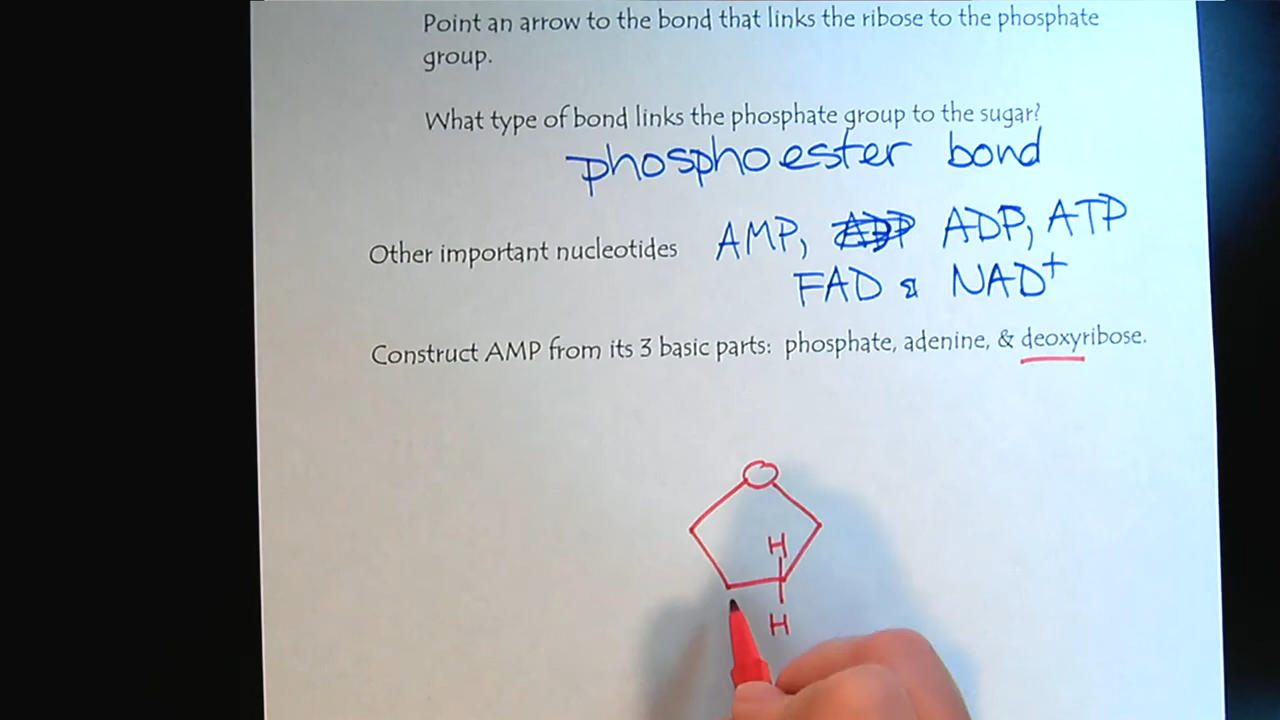 Point an arrow to the bond that links the ribose to the phosphate
group.
What type of bond links the phosphate group to the sugar?
phosphoester bond
Other important nucleotides AMP, ADP, ATP
FAD & NAD+
Construct AMP from its 3 basic parts: phosphate, adenine, & deoxyribose.
O
H
H